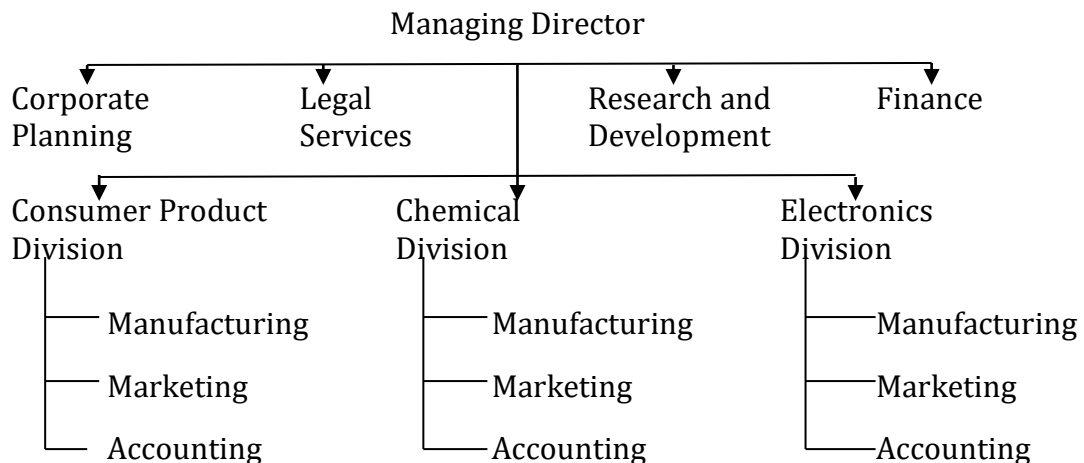 Managing Director
Corporate
Planning
Legal
Services
Research and
Development
Finance
Consumer Product
Division
Chemical
Division
Electronics
Division
Manufacturing
Marketing
Accounting
Manufacturing
Marketing
Accounting
Manufacturing
Marketing
Accounting